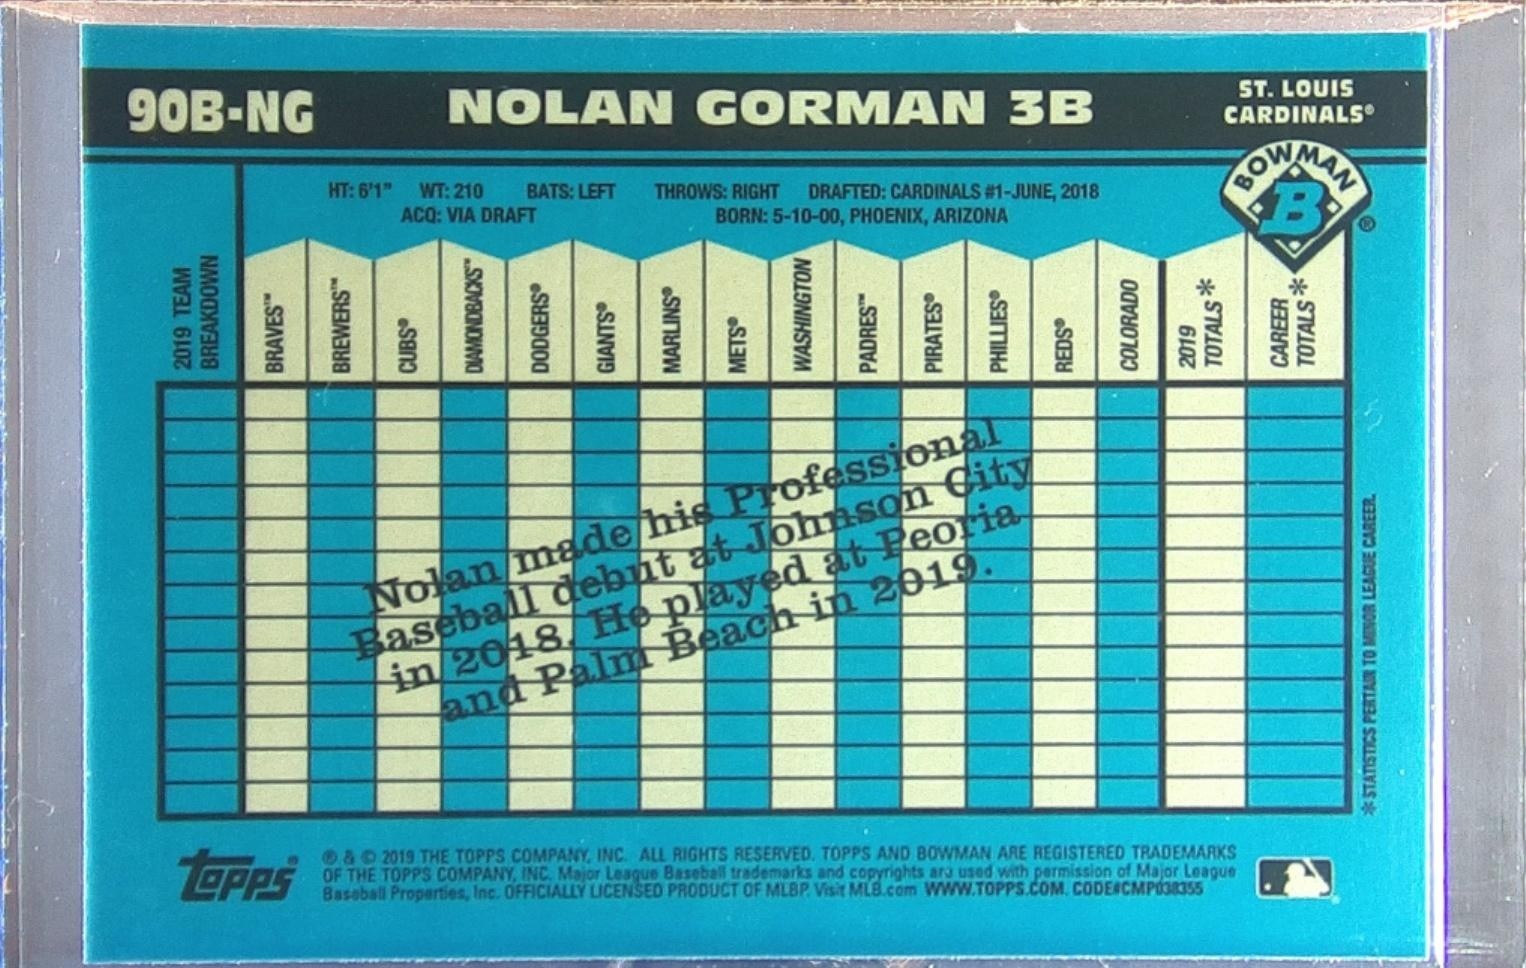 90B-NG
NOLAN GORMAN 3B
ST. LOUIS
CARDINALS®
BOWMAN
B
®
HT: 6'1" WT: 210 BATS: LEFT THROWS: RIGHT DRAFTED: CARDINALS #1-JUNE, 2018
ACQ: VIA DRAFT BORN: 5-10-00, PHOENIX, ARIZONA
2019 TEAM
BREAKDOWN
BRAVES™
BREWERS™
CUBS®
DIAMONDBACKS™
DODGERS®
GIANTS®
MARLINS®
METS®
WASHINGTON
PADRES™
PIRATES®
PHILLIES®
REDS®
COLORADO
2019
TOTALS*
CAREER
TOTALS*
Nolan made his Professional
Baseball debut at Johnson City
in 2018. He played at Peoria
and Palm Beach in 2019.
* STATISTICS PERTAIN TO MINOR LEAGUE CAREER.
Topps®
® & © 2019 THE TOPPS COMPANY, INC. ALL RIGHTS RESERVED. TOPPS AND BOWMAN ARE REGISTERED TRADEMARKS
OF THE TOPPS COMPANY, INC. Major League Baseball trademarks and copyrights are used with permission of Major League
Baseball Properties, Inc. OFFICIALLY LICENSED PRODUCT OF MLBP. Visit MLB.com WWW.TOPPS.COM. CODE#CMP038355